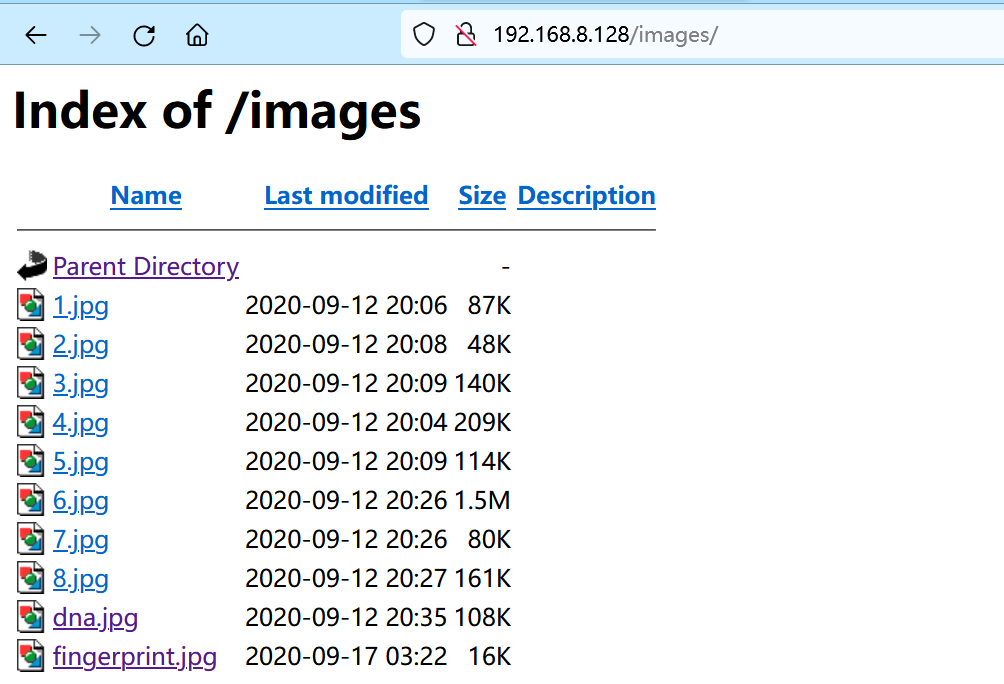 192.168.8.128/images/
Index of /images
Name Last modified Size Description
Parent Directory -
1.jpg 2020-09-12 20:06 87K
2.jpg 2020-09-12 20:08 48K
3.jpg 2020-09-12 20:09 140K
4.jpg 2020-09-12 20:04 209K
5.jpg 2020-09-12 20:09 114K
6.jpg 2020-09-12 20:26 1.5M
7.jpg 2020-09-12 20:26 80K
8.jpg 2020-09-12 20:27 161K
dna.jpg 2020-09-12 20:35 108K
fingerprint.jpg 2020-09-17 03:22 16K